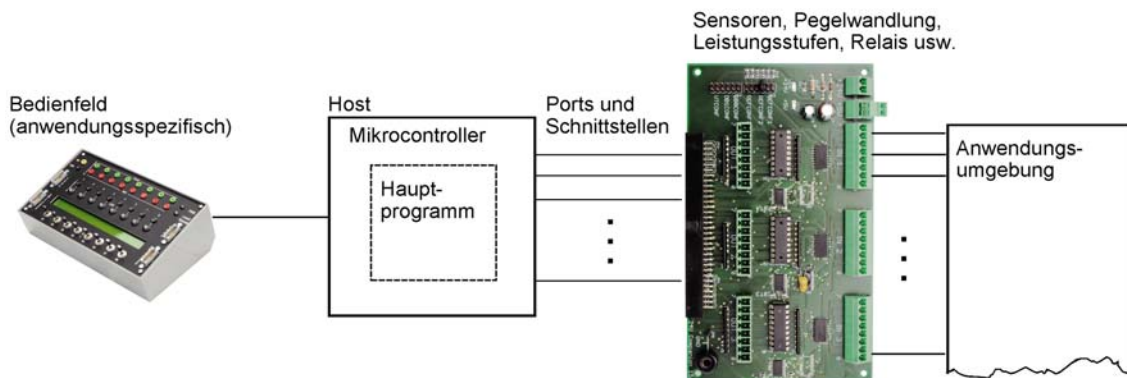 Sensoren, Pegelwandlung,
Leistungsstufen, Relais usw.
Bedienfeld
(anwendungsspezifisch)
Host
Mikrocontroller
Haupt-
programm
Ports und
Schnittstellen
Anwendungs-
umgebung